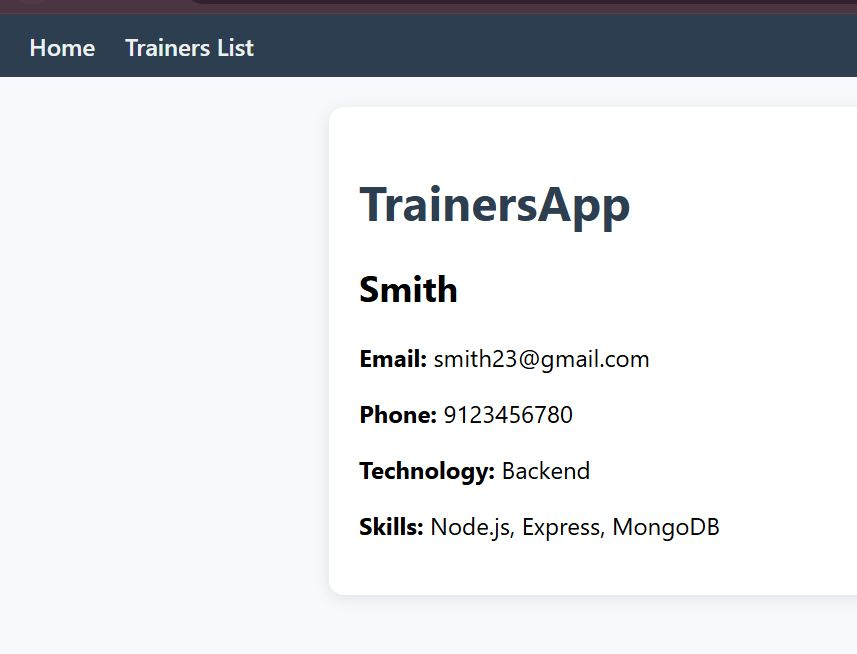 Home Trainers List
TrainersApp
Smith
Email: smith23@gmail.com
Phone: 9123456780
Technology: Backend
Skills: Node.js, Express, MongoDB